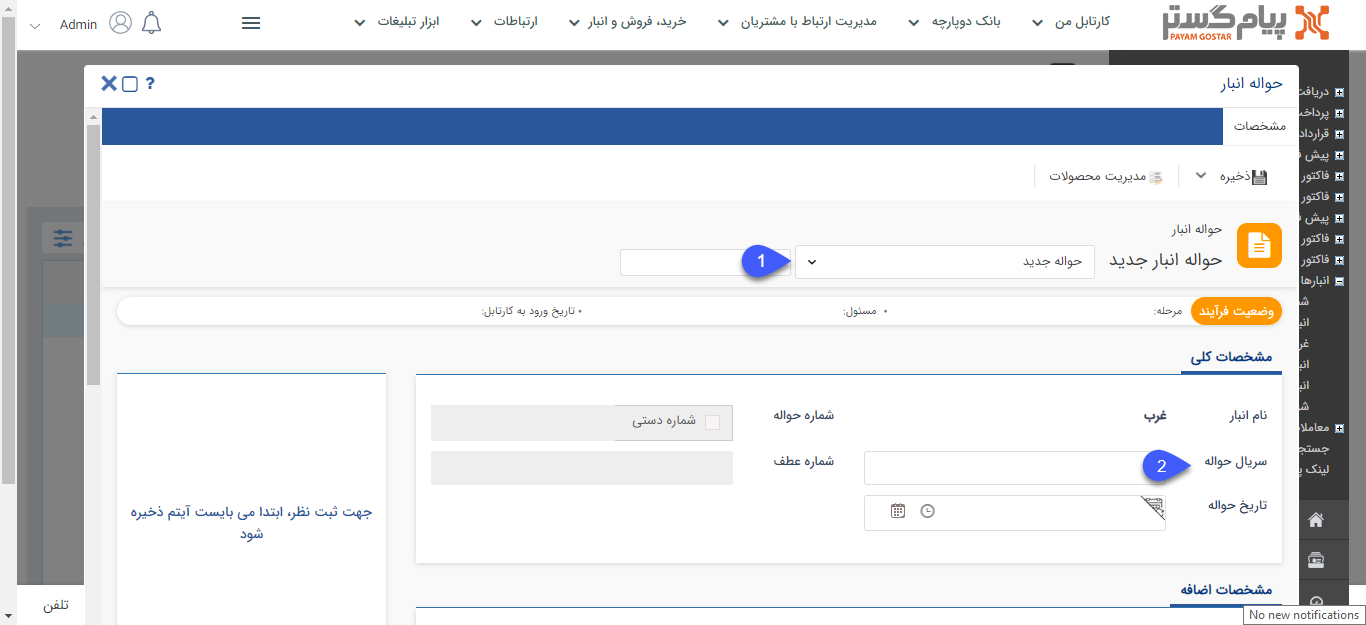 پیام گستر
PAYAM GOSTAR
کارتابل من
بانک دوپارچه
مدیریت ارتباط با مشتریان
خرید، فروش و انبار
ارتباطات
ابزار تبلیغات
Admin
حواله انبار
?
مشخصات
ذخیره
مدیریت محصولات
حواله انبار
حواله انبار جدید
حواله جدید
1
وضعیت فرآیند
مرحله:
• مسئول:
• تاریخ ورود به کارتابل:
مشخصات کلی
نام انبار
غرب
شماره حواله
شماره دستی
سریال حواله
2
شماره عطف
تاریخ حواله
جهت ثبت نظر، ابتدا می بایست آیتم ذخیره
شود
مشخصات اضافه
دریافت
قرارداد
پیش ف
فاکتور
فاکتور
پیش ف
فاکتور
فاکتور
انبارها
تلفن
No new notifications